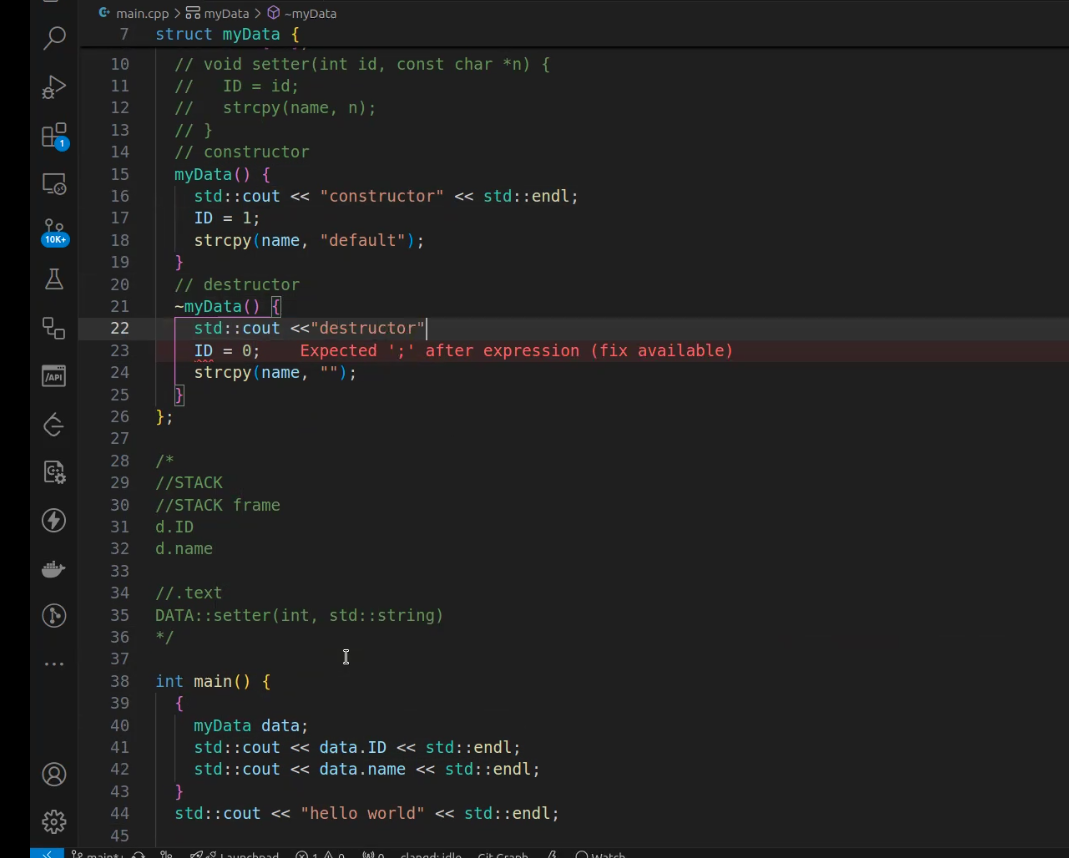 main.cpp > myData > ~myData
7 struct myData {
10 // void setter(int id, const char *n) {
11 //   ID = id;
12 //   strcpy(name, n);
13 // }
14 // constructor
15 myData() {
16 std::cout << "constructor" << std::endl;
17 ID = 1;
18 strcpy(name, "default");
19 }
20 // destructor
21 ~myData() {
22 std::cout <<"destructor"
23 ID = 0; Expected ';' after expression (fix available)
24 strcpy(name, "");
25 }
26 };
27
28 /*
29 //STACK
30 //STACK frame
31 d.ID
32 d.name
33
34 //.text
35 DATA::setter(int, std::string)
36 */
37
38 int main() {
39 {
40 myData data;
41 std::cout << data.ID << std::endl;
42 std::cout << data.name << std::endl;
43 }
44 std::cout << "hello world" << std::endl;
45
1
10K+
/API
main+ Launchpad 1 0 0 clangd: idle Git Graph Watch